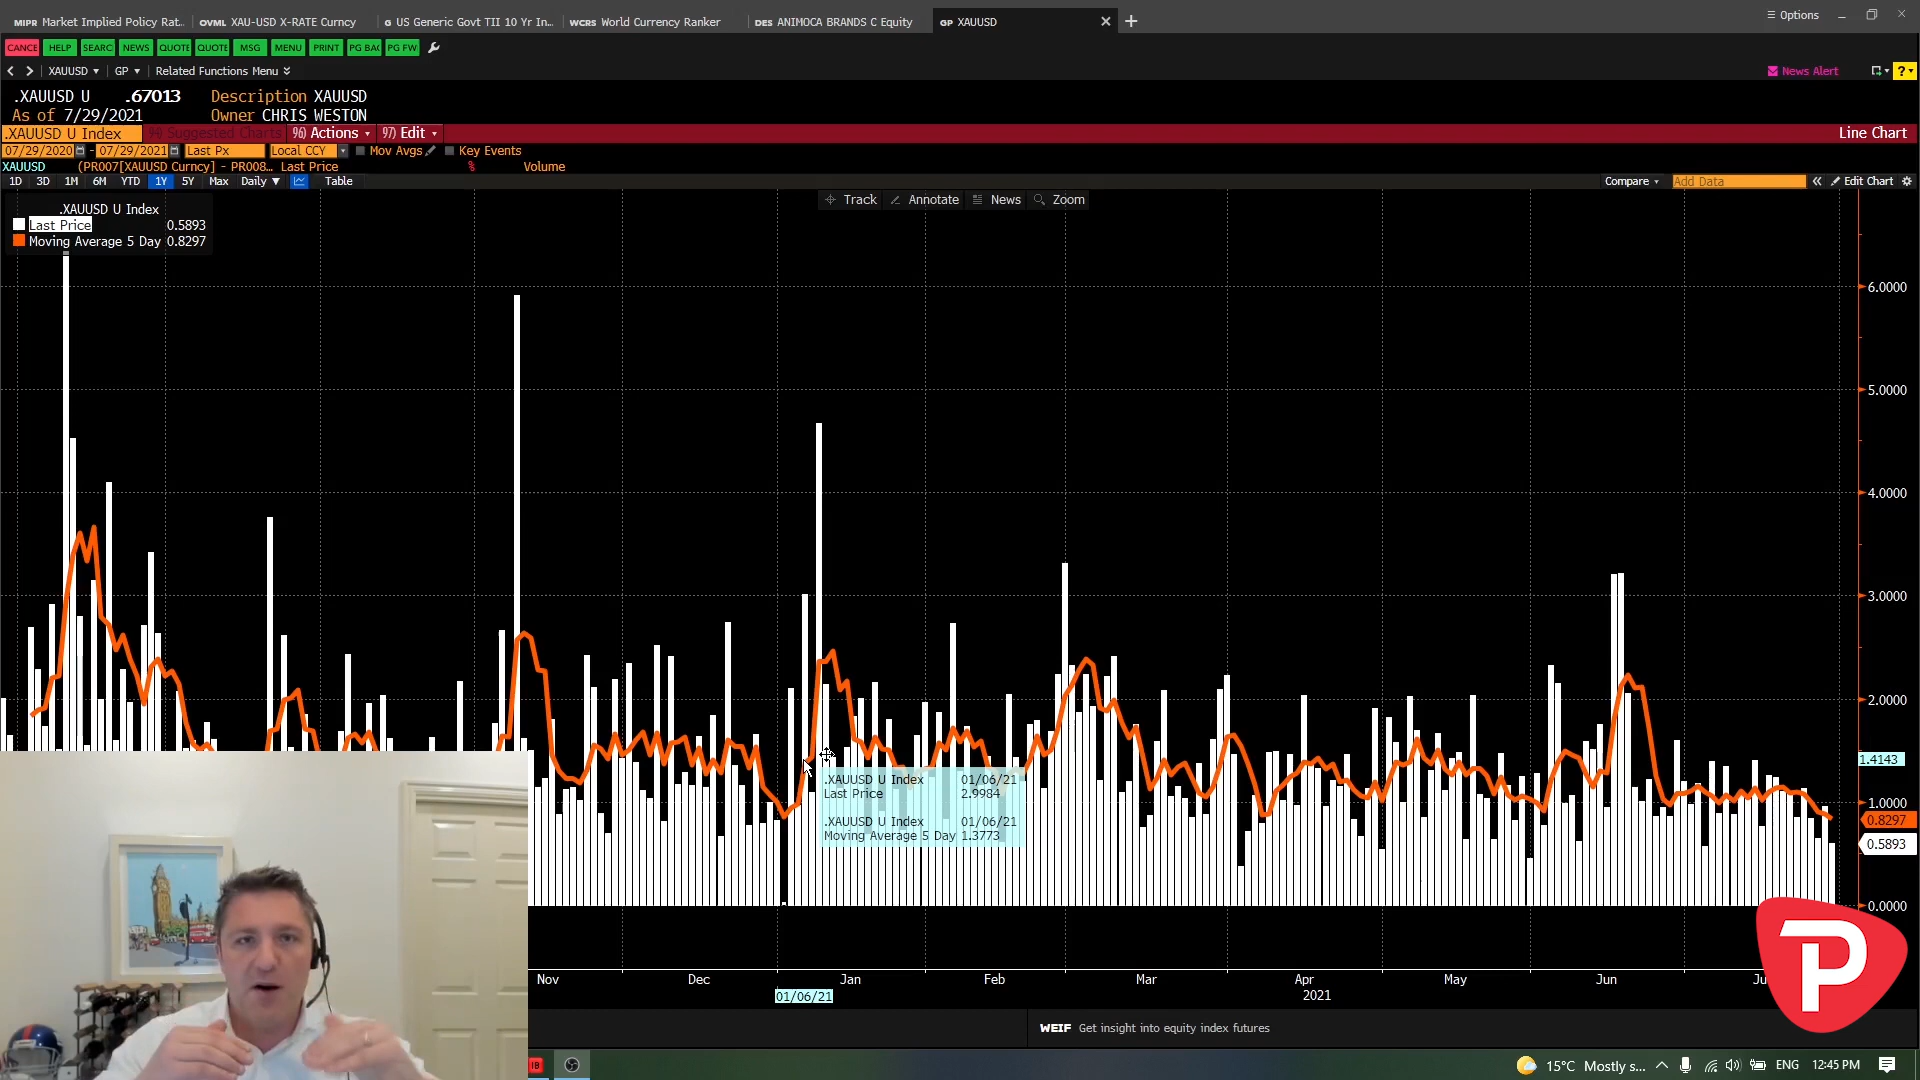 MIPR Market Implied Policy Rat... OVML XAU-USD X-RATE Curncy G US Generic Govt TII 10 Yr In... WCRS World Currency Ranker DES ANIMOCA BRANDS C Equity GP XAUUSD Options
CANCE HELP SEARC NEWS QUOTE QUOTE MSG MENU PRINT PG BAC PG FW
XAUUSD GP Related Functions Menu News Alert ?
.XAUUSD U .67013 Description XAUUSD
As of 7/29/2021 Owner CHRIS WESTON
.XAUUSD U Index 94) Suggested Charts 96) Actions 97) Edit Line Chart
07/29/2020 - 07/29/2021 Last Px Local CCY Mov Avgs Key Events
XAUUSD (PR007[XAUUSD Curncy] - PR008... Last Price % Volume
1D 3D 1M 6M YTD 1Y 5Y Max Daily Table Compare Add Data Edit Chart
Track Annotate News Zoom
.XAUUSD U Index
Last Price 0.5893
Moving Average 5 Day 0.8297
6.0000
5.0000
4.0000
3.0000
2.0000
1.4143
1.0000
0.8297
0.5893
0.0000
.XAUUSD U Index 01/06/21
Last Price 2.9984
.XAUUSD U Index 01/06/21
Moving Average 5 Day 1.3773
Nov Dec Jan Feb Mar Apr May Jun
01/06/21 2021
WEIF Get insight into equity index futures
IB 15°C Mostly s... ENG 12:45 PM